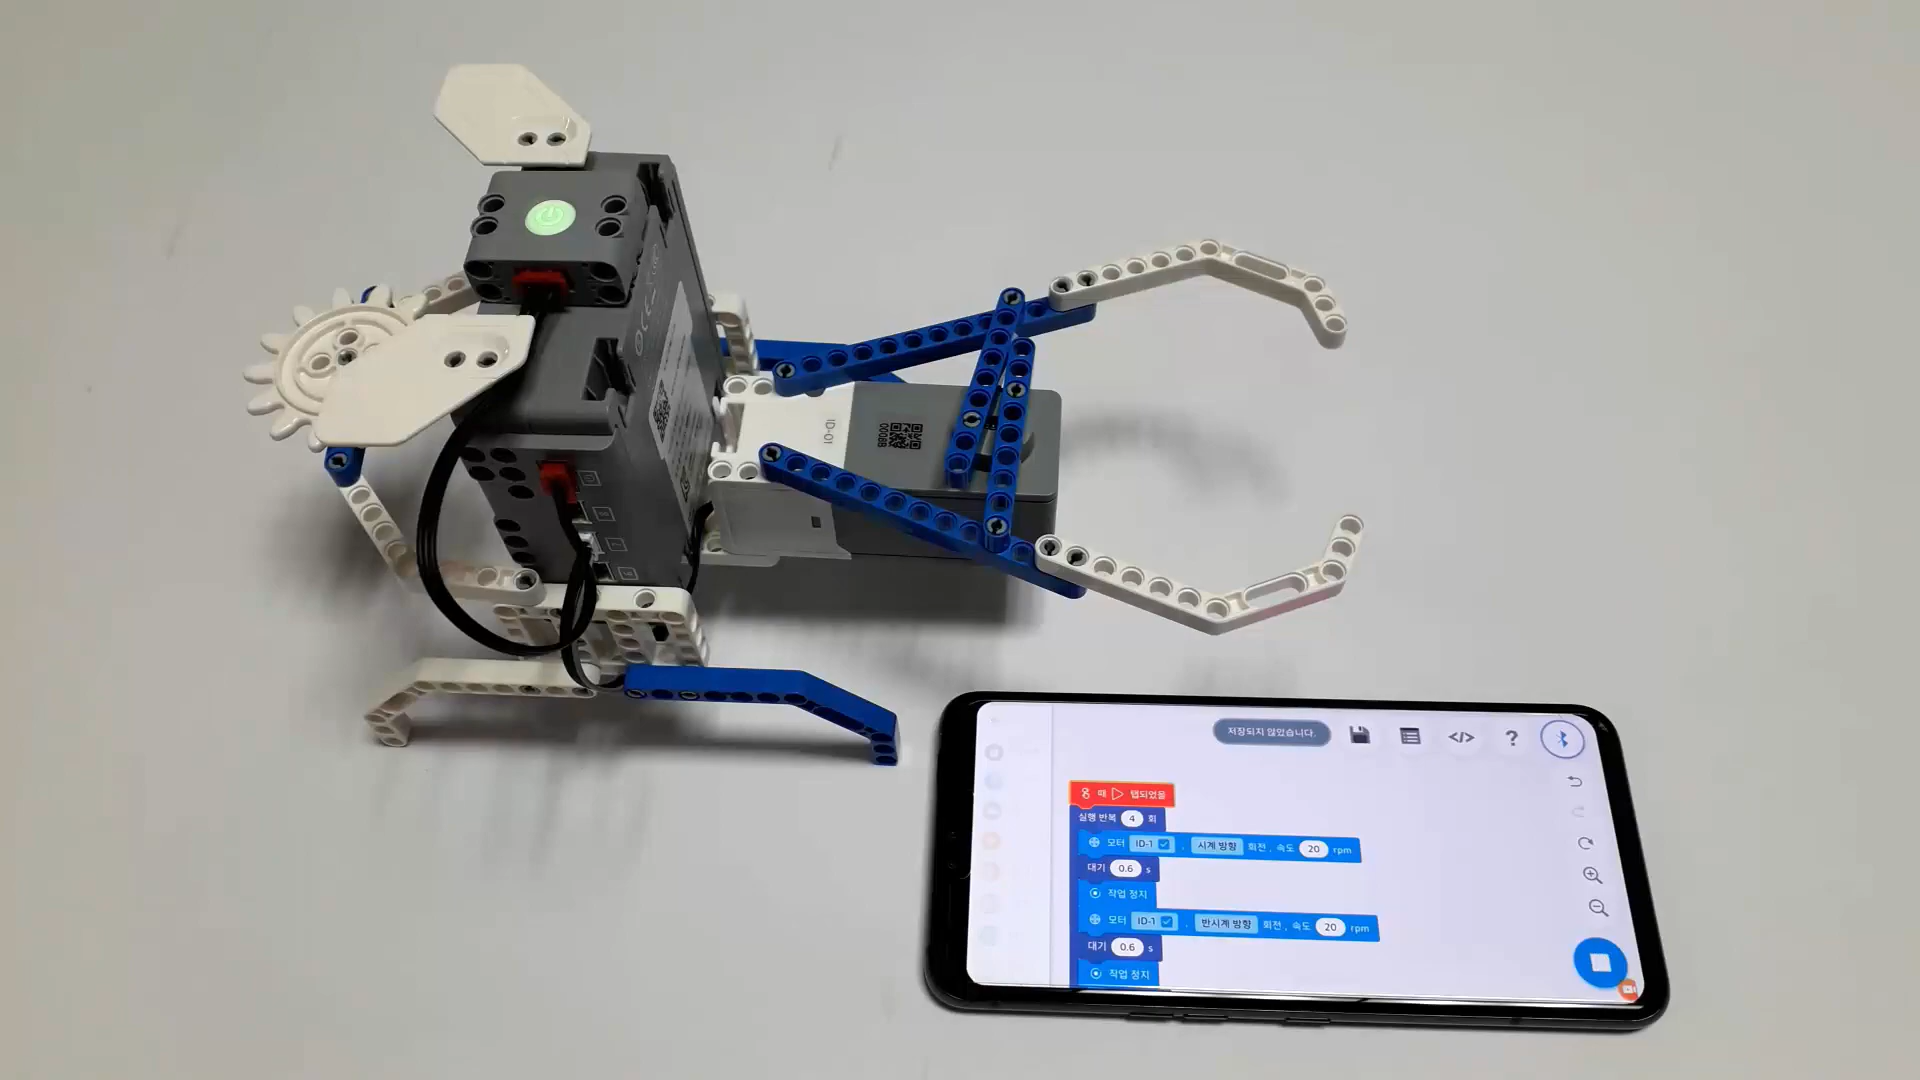 ID-01
00088
저장되지 않았습니다.
때 탭되었을
실행 반복 4 회
모터 ID-1 , 시계 방향 회전 , 속도 20 rpm
대기 0.6 s
작업 정지
모터 ID-1 , 반시계 방향 회전 , 속도 20 rpm
대기 0.6 s
작업 정지